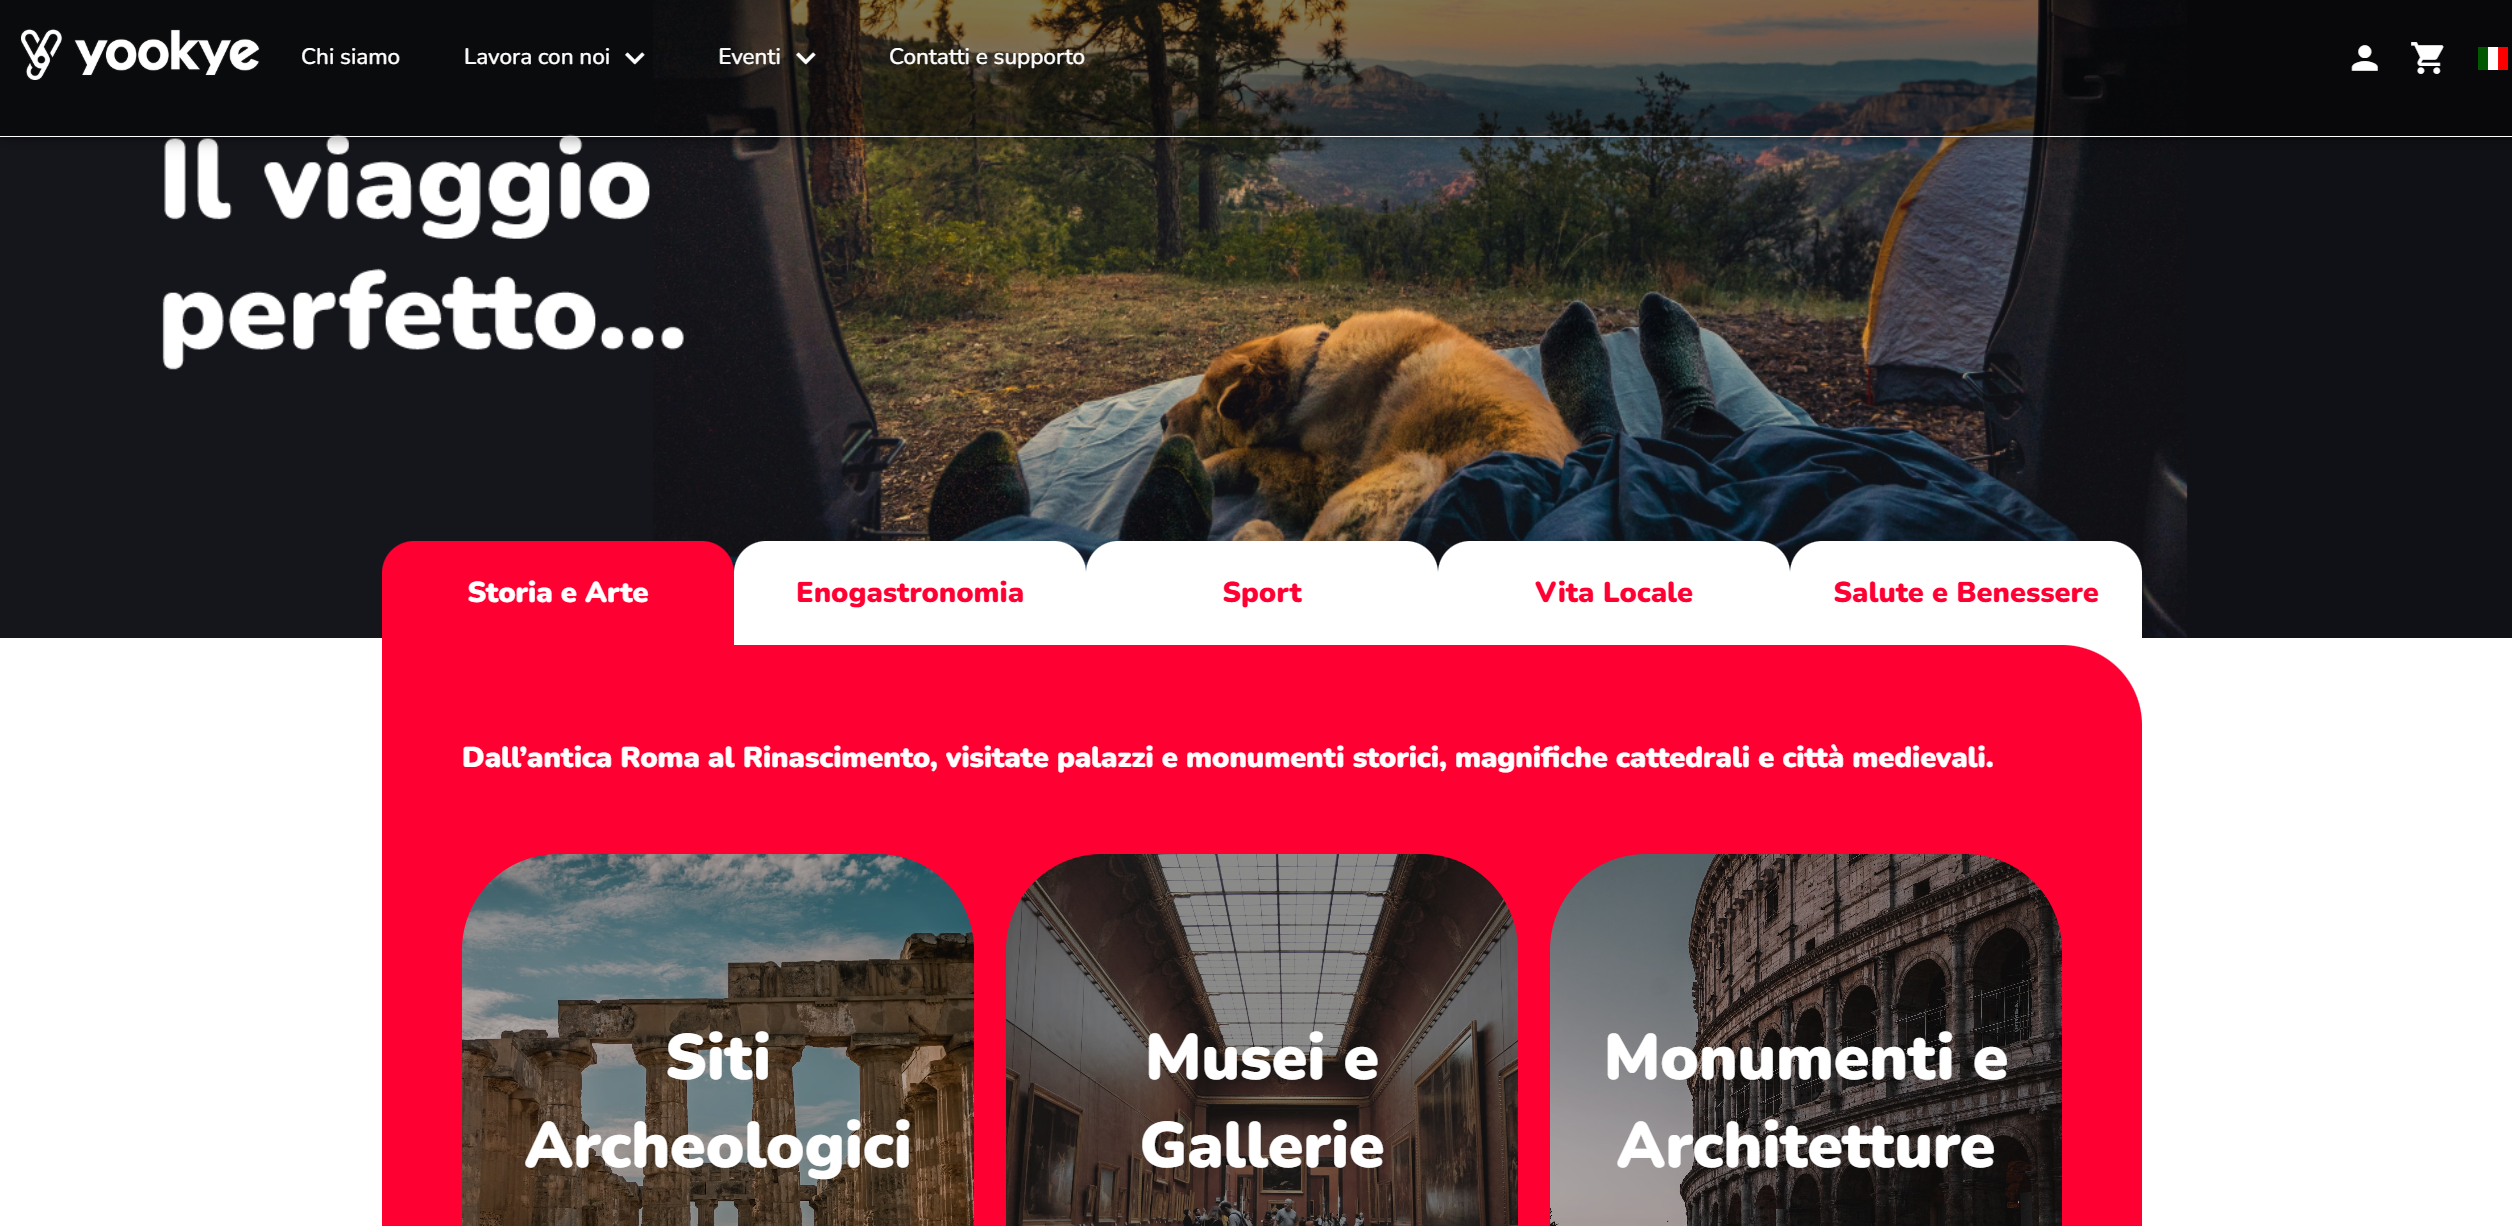 yookye
Chi siamo
Lavora con noi
Eventi
Contatti e supporto
Il viaggio
perfetto...
Storia e Arte
Enogastronomia
Sport
Vita Locale
Salute e Benessere
Dall’antica Roma al Rinascimento, visitate palazzi e monumenti storici, magnifiche cattedrali e città medievali.
Siti
Archeologici
Musei e
Gallerie
Monumenti e
Architetture